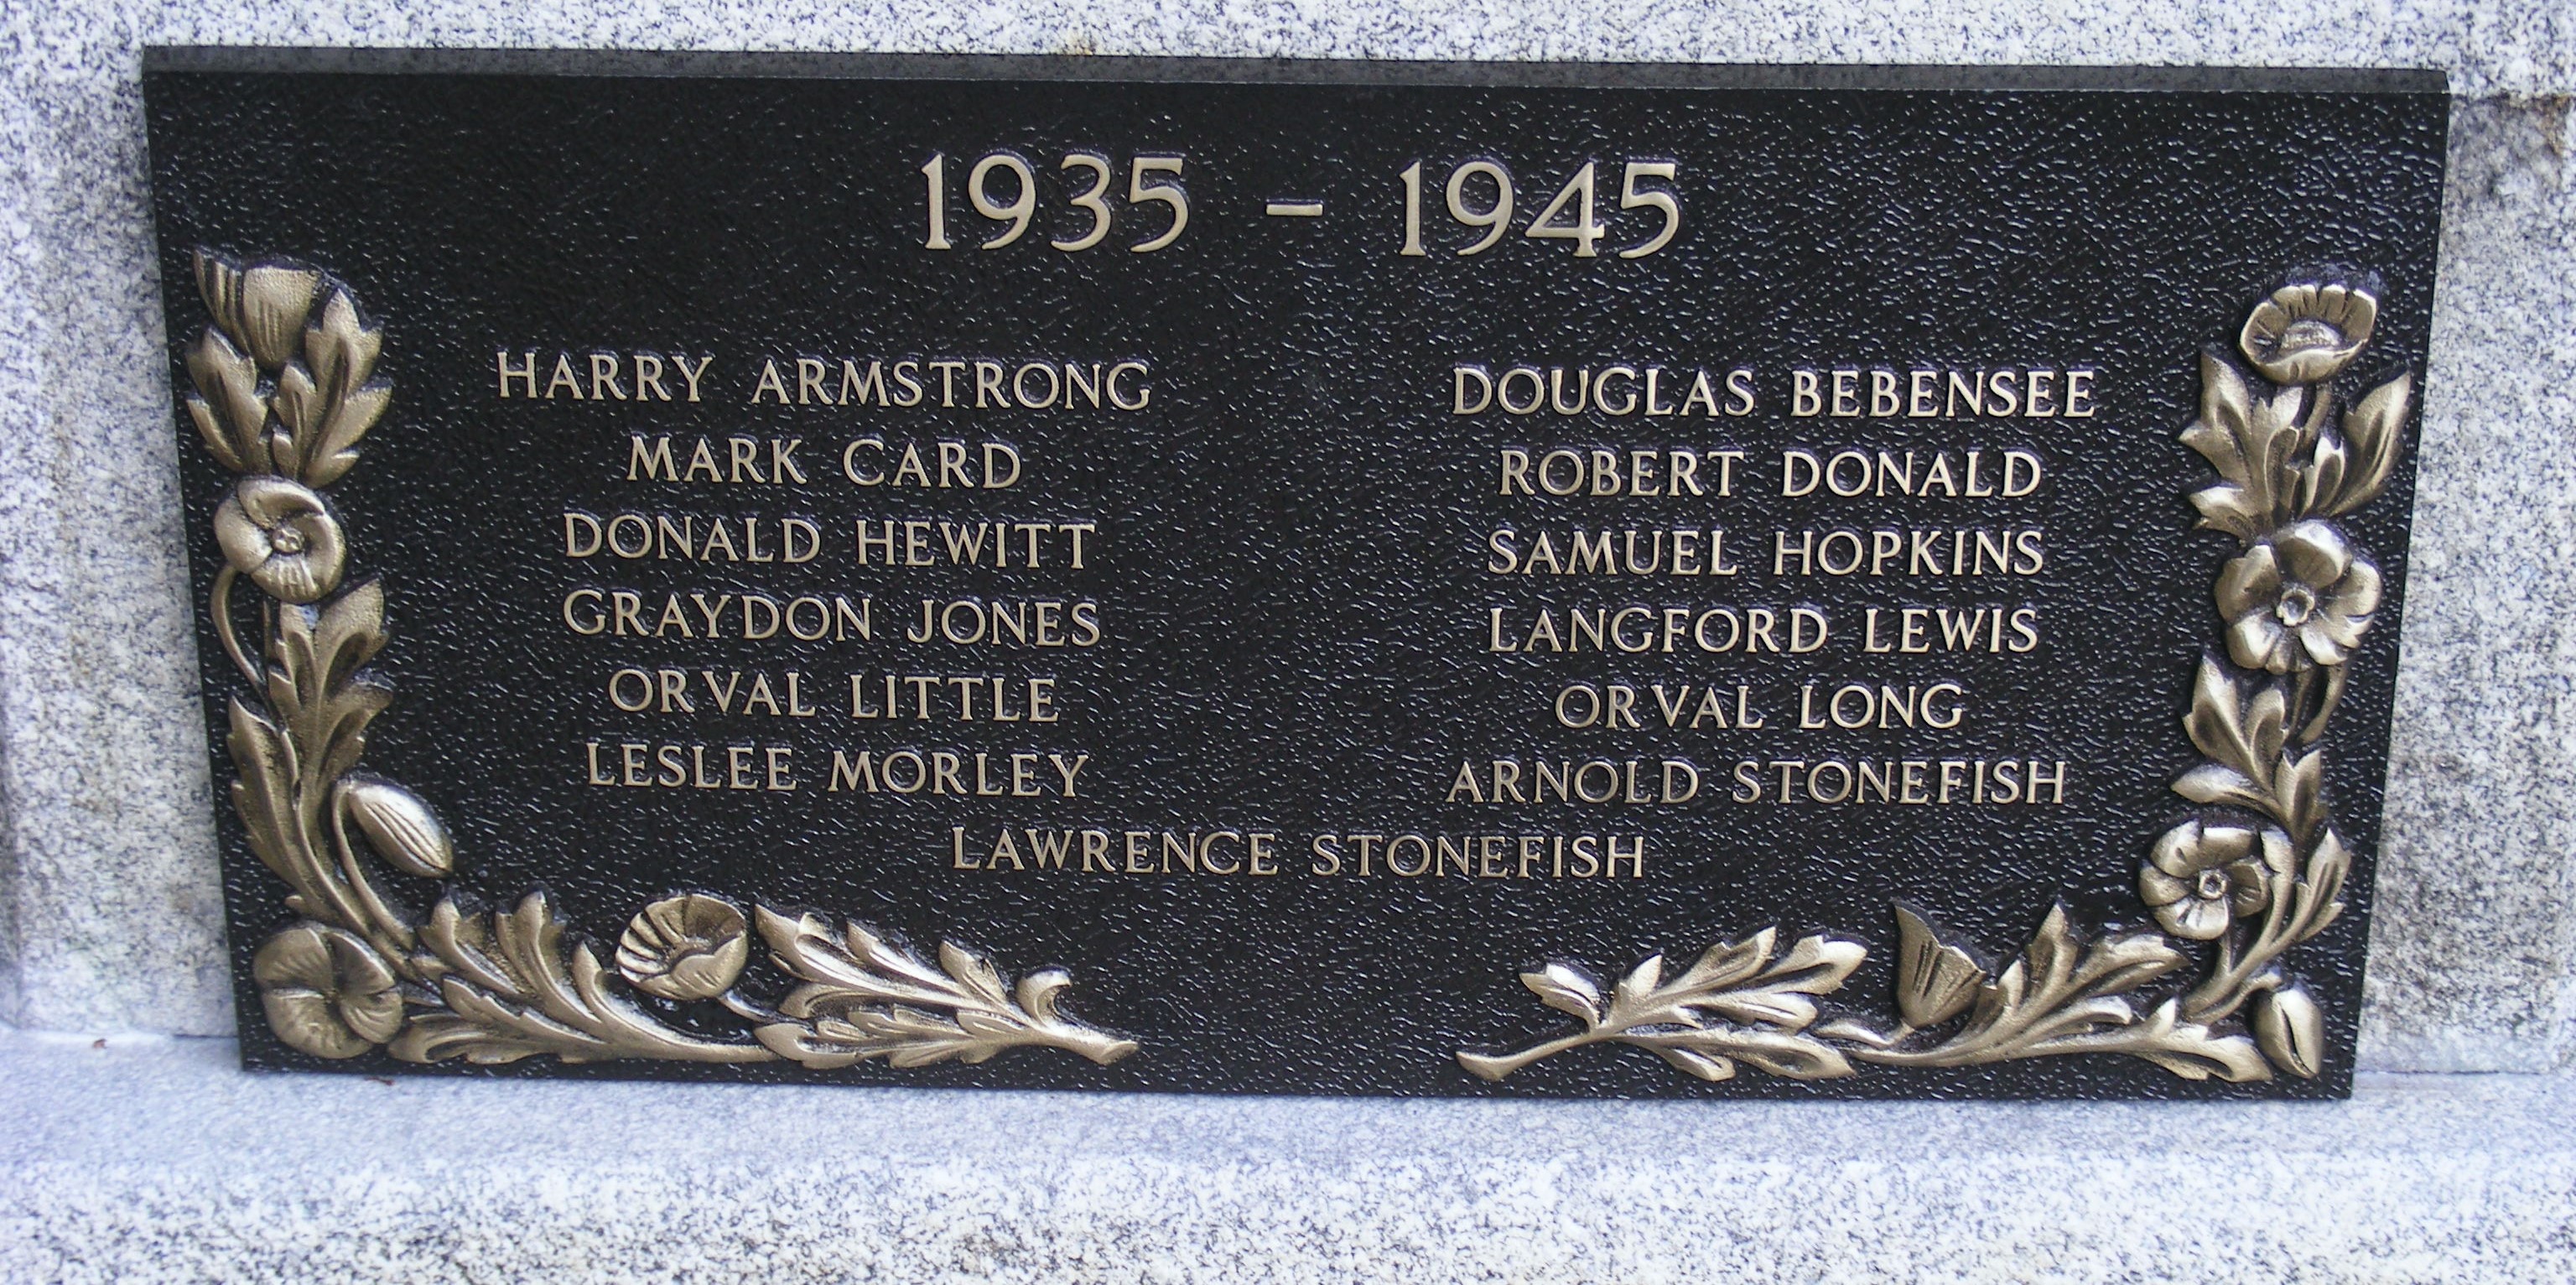 1935 – 1945
HARRY ARMSTRONG
MARK CARD
DONALD HEWITT
GRAYDON JONES
ORVAL LITTLE
LESLEE MORLEY
DOUGLAS BEBENSEE
ROBERT DONALD
SAMUEL HOPKINS
LANGFORD LEWIS
ORVAL LONG
ARNOLD STONEFISH
LAWRENCE STONEFISH